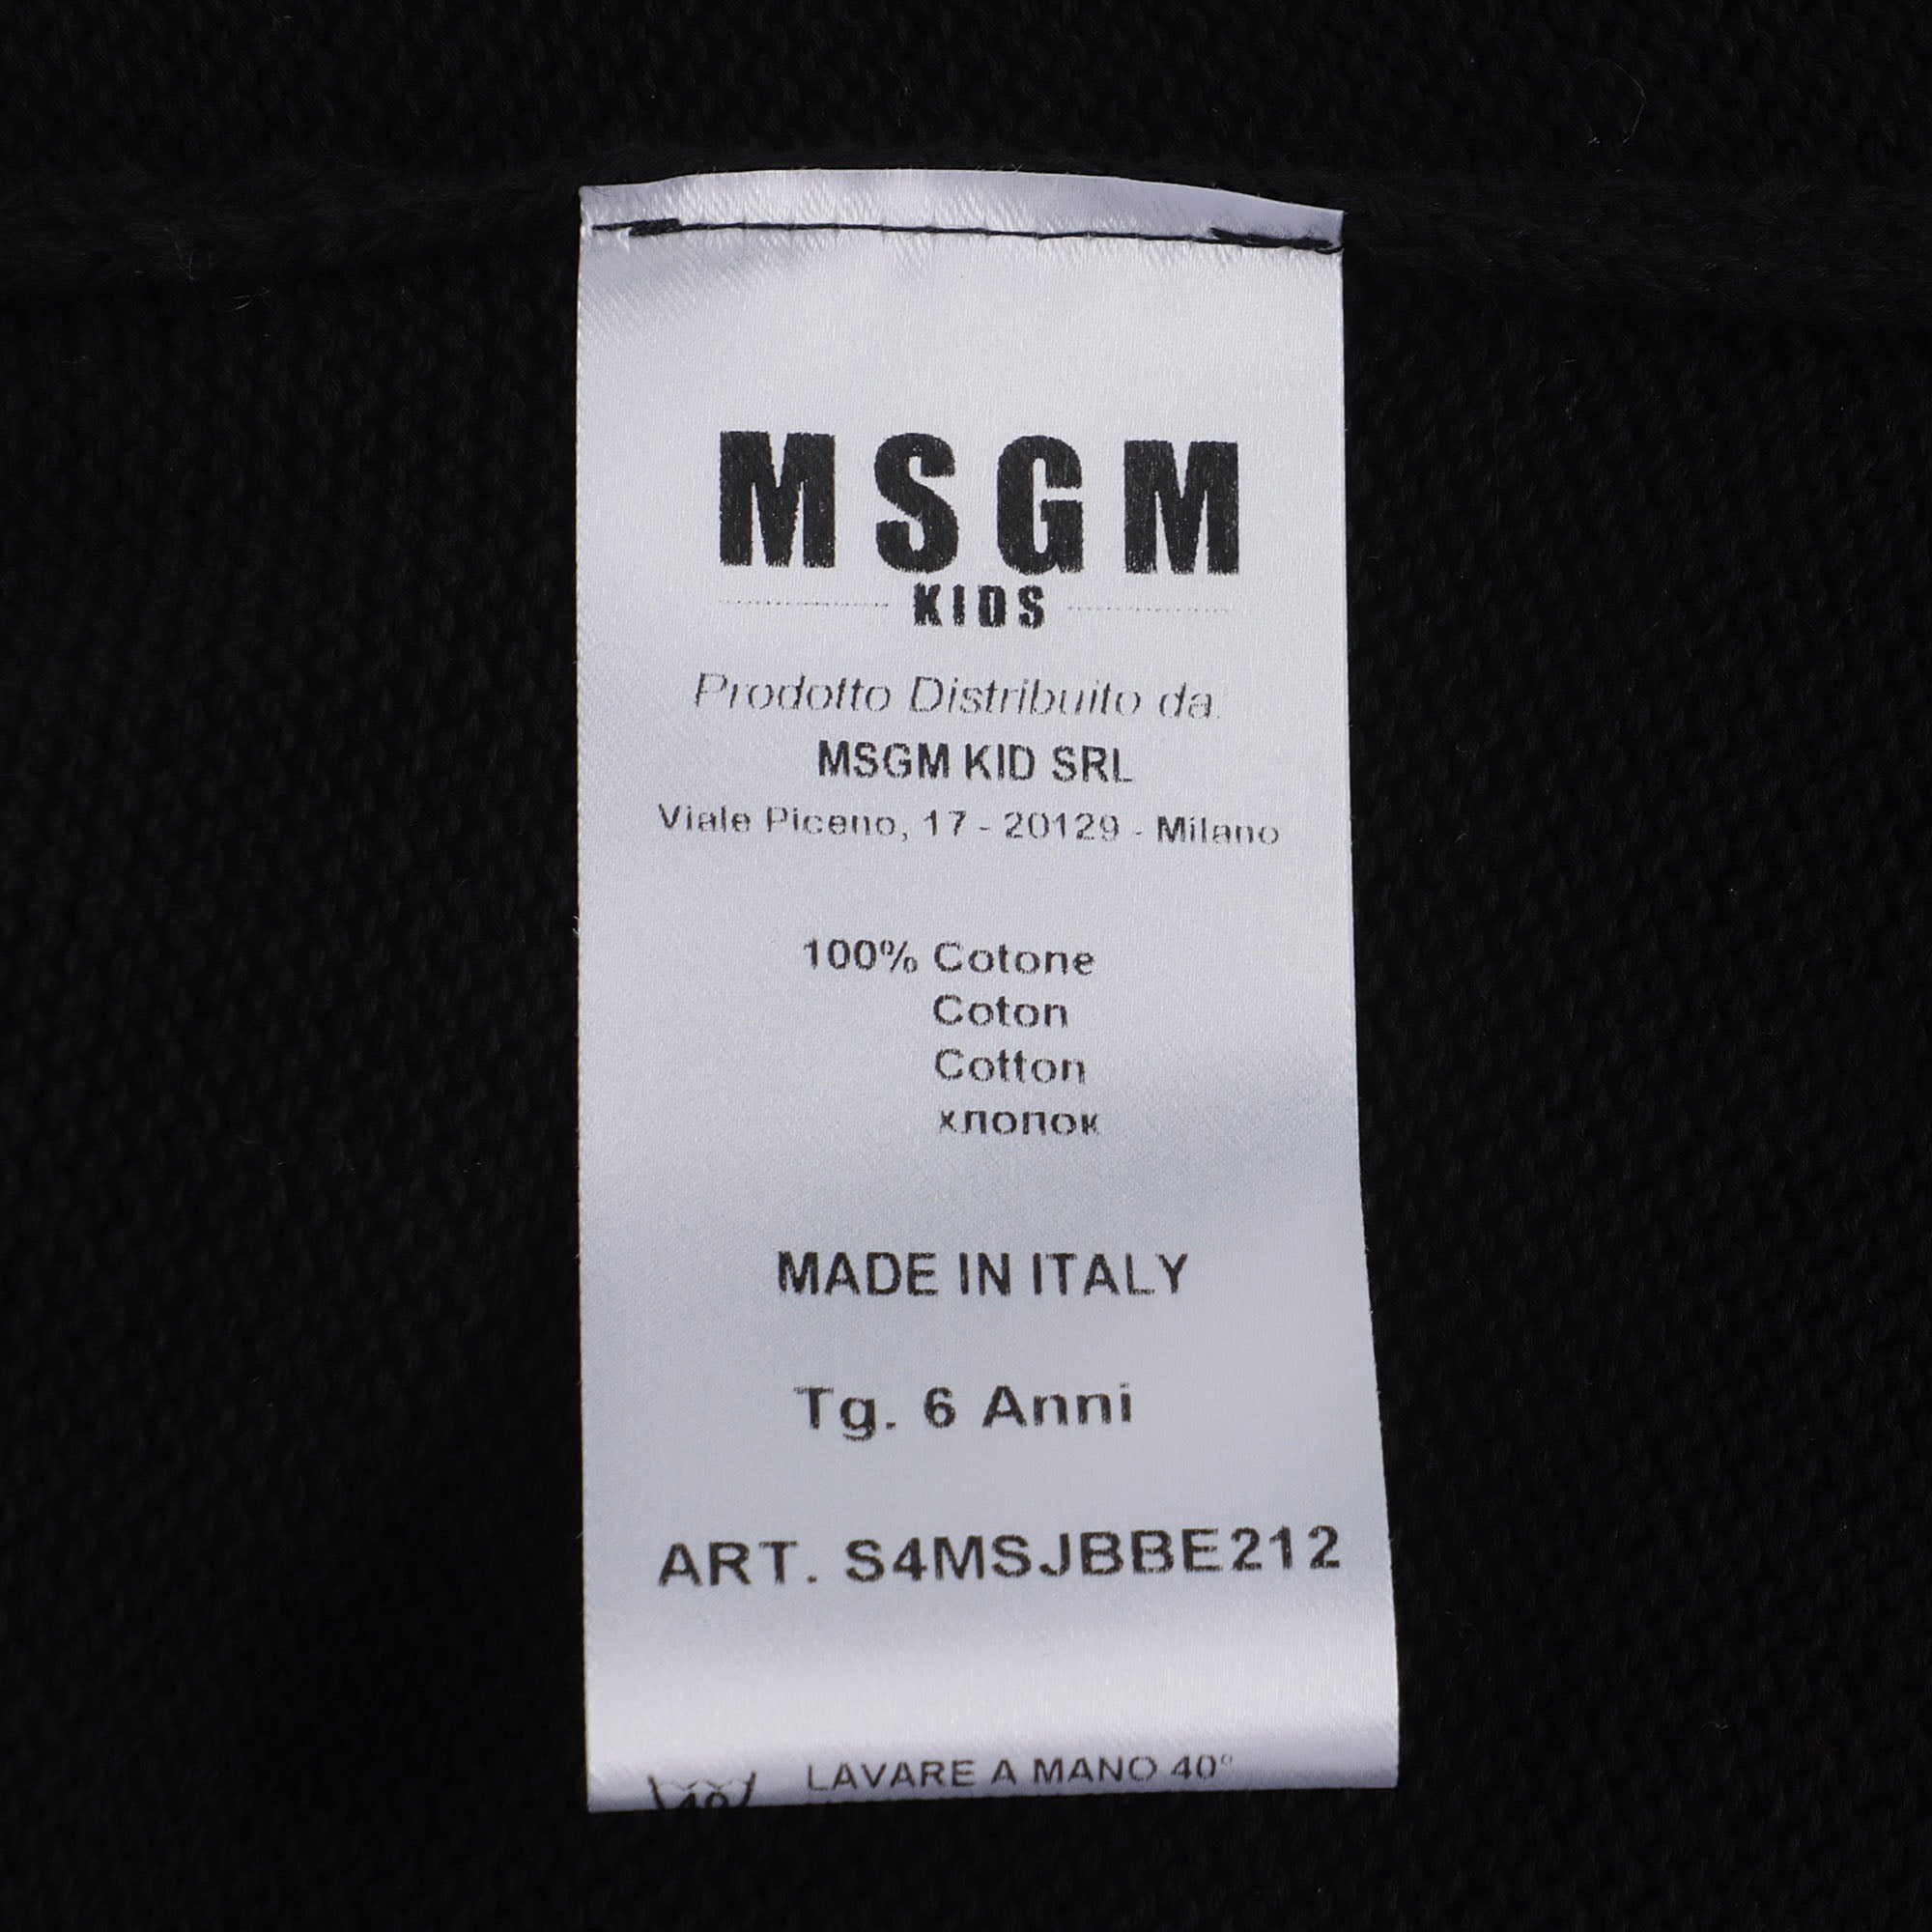 MSGM
KIDS
Prodotto Distribuito da:
MSGM KID SRL
Viale Piceno, 17 - 20129 - Milano
100% Cotone
Coton
Cotton
хлопок
MADE IN ITALY
Tg. 6 Anni
ART. S4MSJBBE212
LAVARE A MANO 40°
40